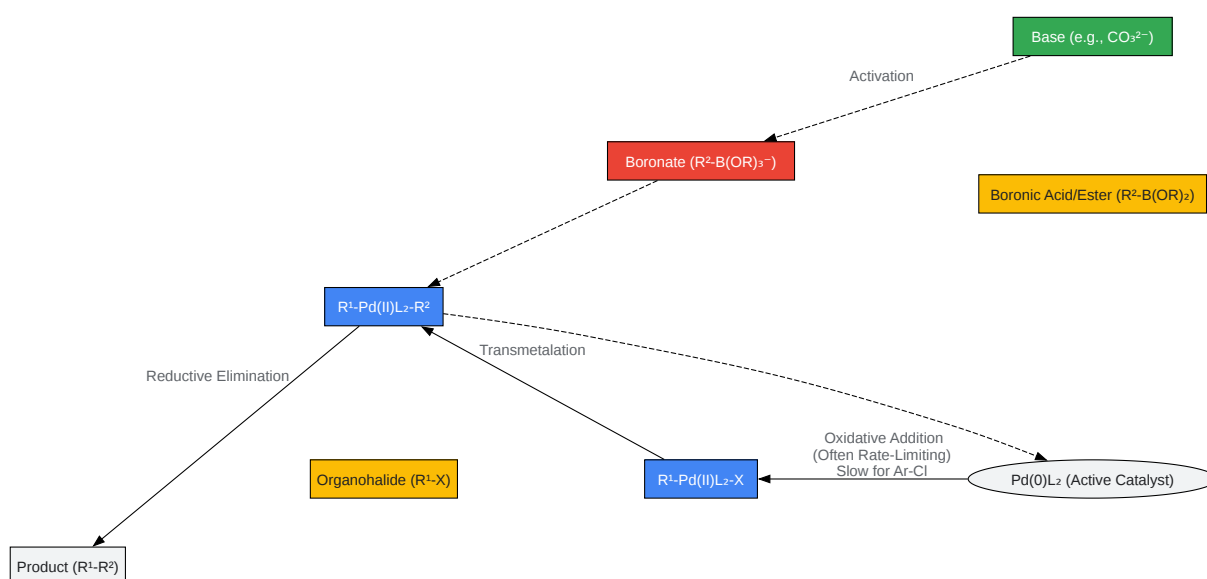 Base (e.g., CO₃²⁻)
Activation
Boronate (R²-B(OR)₃⁻)
Boronic Acid/Ester (R²-B(OR)₂)
R¹-Pd(II)L₂-R²
Transmetalation
Reductive Elimination
Oxidative Addition
(Often Rate-Limiting)
Slow for Ar-Cl
Organohalide (R¹-X)
R¹-Pd(II)L₂-X
Pd(0)L₂ (Active Catalyst)
Product (R¹-R²)